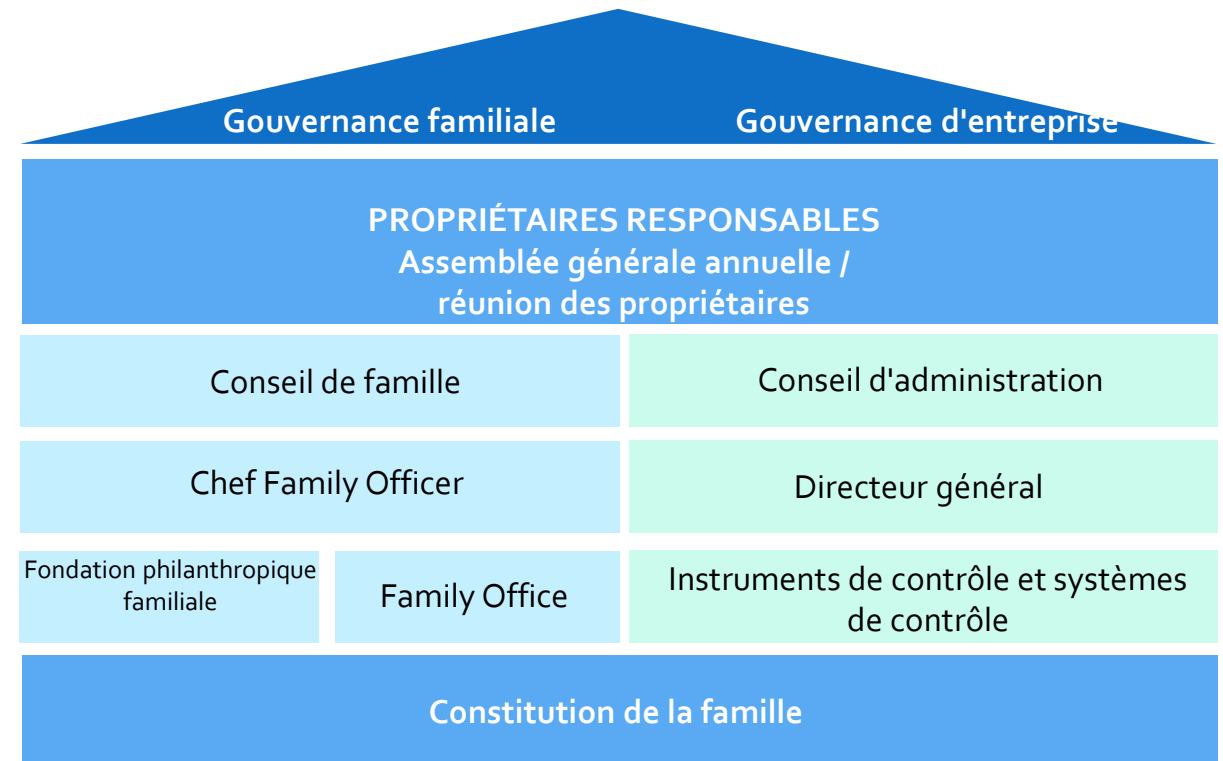 Gouvernance familiale
Gouvernance d'entreprise
PROPRIÉTAIRES RESPONSABLES
Assemblée générale annuelle /
réunion des propriétaires
Conseil de famille
Conseil d'administration
Chef Family Officer
Directeur général
Fondation philanthropique
familiale
Family Office
Instruments de contrôle et systèmes
de contrôle
Constitution de la famille